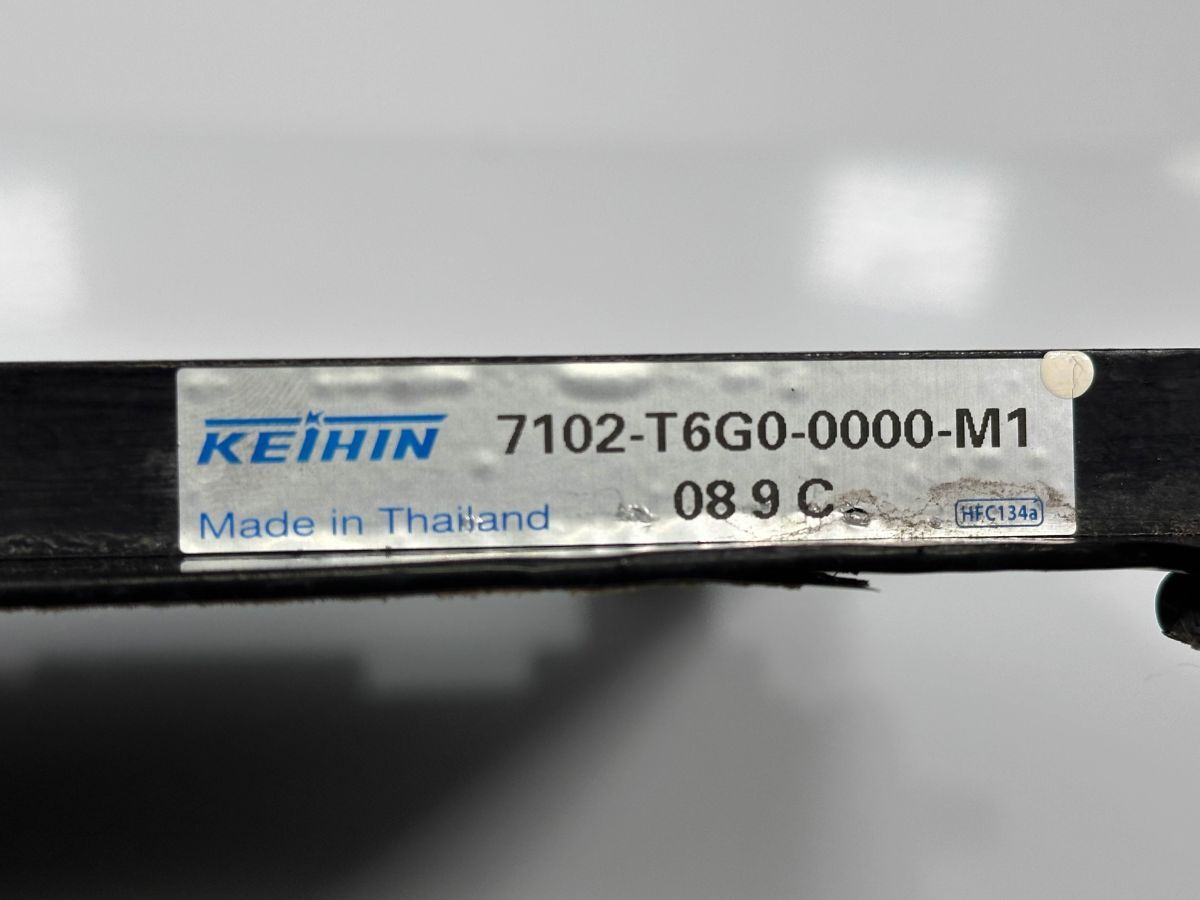 KEIHIN 7102-T6G0-0000-M1
08 9 C
Made in Thailand
HFC134a